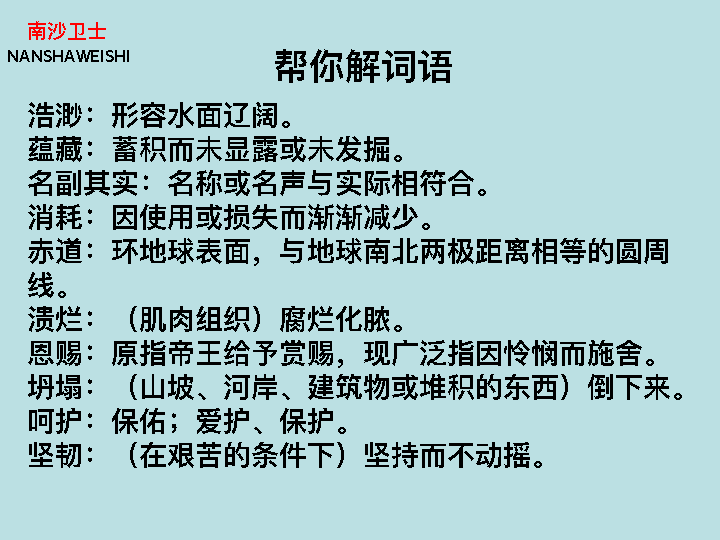 南沙卫士
NANSHAWEISHI
帮你解词语
浩渺：形容水面辽阔。
蕴藏：蓄积而未显露或未发掘。
名副其实：名称或名声与实际相符合。
消耗：因使用或损失而渐渐减少。
赤道：环地球表面，与地球南北两极距离相等的圆周
线。
溃烂：（肌肉组织）腐烂化脓。
恩赐：原指帝王给予赏赐，现广泛指因怜悯而施舍。
坍塌：（山坡、河岸、建筑物或堆积的东西）倒下来。
呵护：保佑；爱护、保护。
坚韧：（在艰苦的条件下）坚持而不动摇。